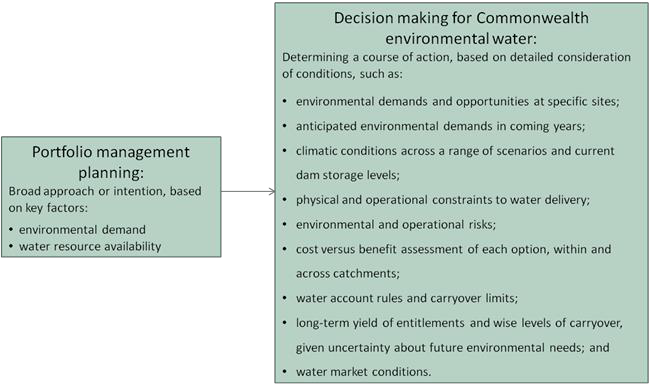 Portfolio management
planning:
Broad approach or intention, based
on key factors:
• environmental demand
• water resource availability
Decision making for Commonwealth
environmental water:
Determining a course of action, based on detailed consideration
of conditions, such as:
• environmental demands and opportunities at specific sites;
• anticipated environmental demands in coming years;
• climatic conditions across a range of scenarios and current
dam storage levels;
• physical and operational constraints to water delivery;
• environmental and operational risks;
• cost versus benefit assessment of each option, within and
across catchments;
• water account rules and carryover limits;
• long-term yield of entitlements and wise levels of carryover,
given uncertainty about future environmental needs; and
• water market conditions.